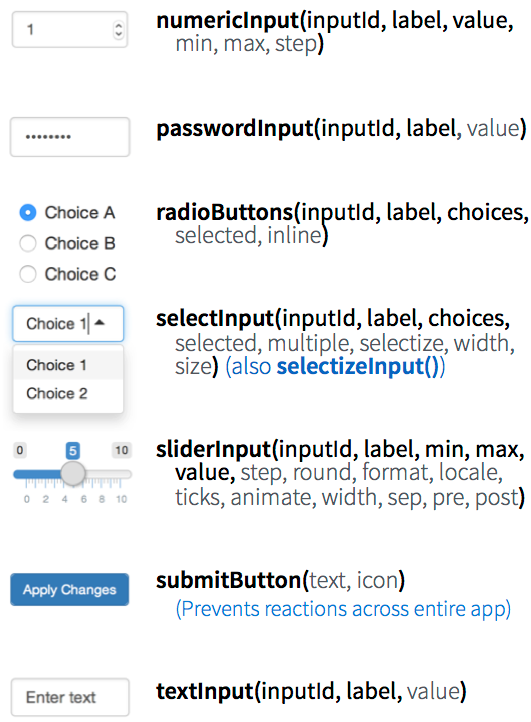 1
numericInput(inputId, label, value,
min, max, step)
••••••••
passwordInput(inputId, label, value)
Choice A
Choice B
Choice C
radioButtons(inputId, label, choices,
selected, inline)
Choice 1
Choice 1
Choice 2
selectInput(inputId, label, choices,
selected, multiple, selectize, width,
size) (also selectizeInput())
0 5 10
0 2 4 6 8 10
sliderInput(inputId, label, min, max,
value, step, round, format, locale,
ticks, animate, width, sep, pre, post)
Apply Changes
submitButton(text, icon)
(Prevents reactions across entire app)
Enter text
textInput(inputId, label, value)